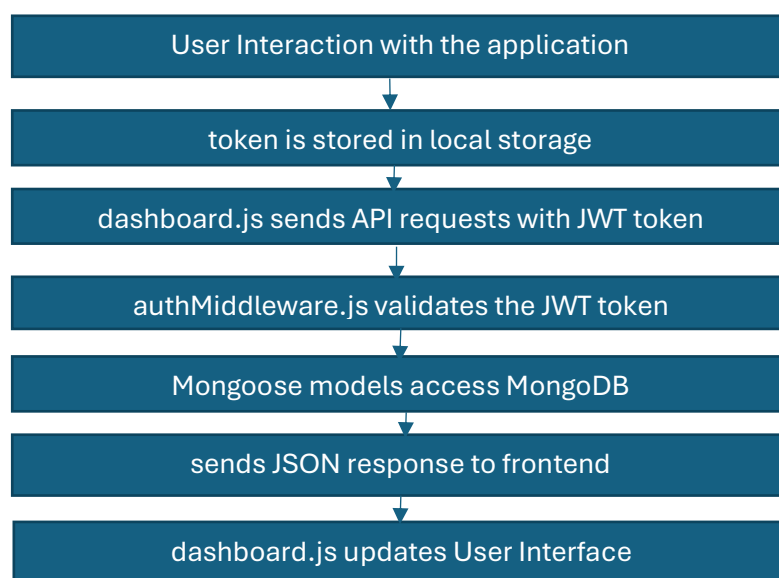 User Interaction with the application
token is stored in local storage
dashboard.js sends API requests with JWT token
authMiddleware.js validates the JWT token
Mongoose models access MongoDB
sends JSON response to frontend
dashboard.js updates User Interface